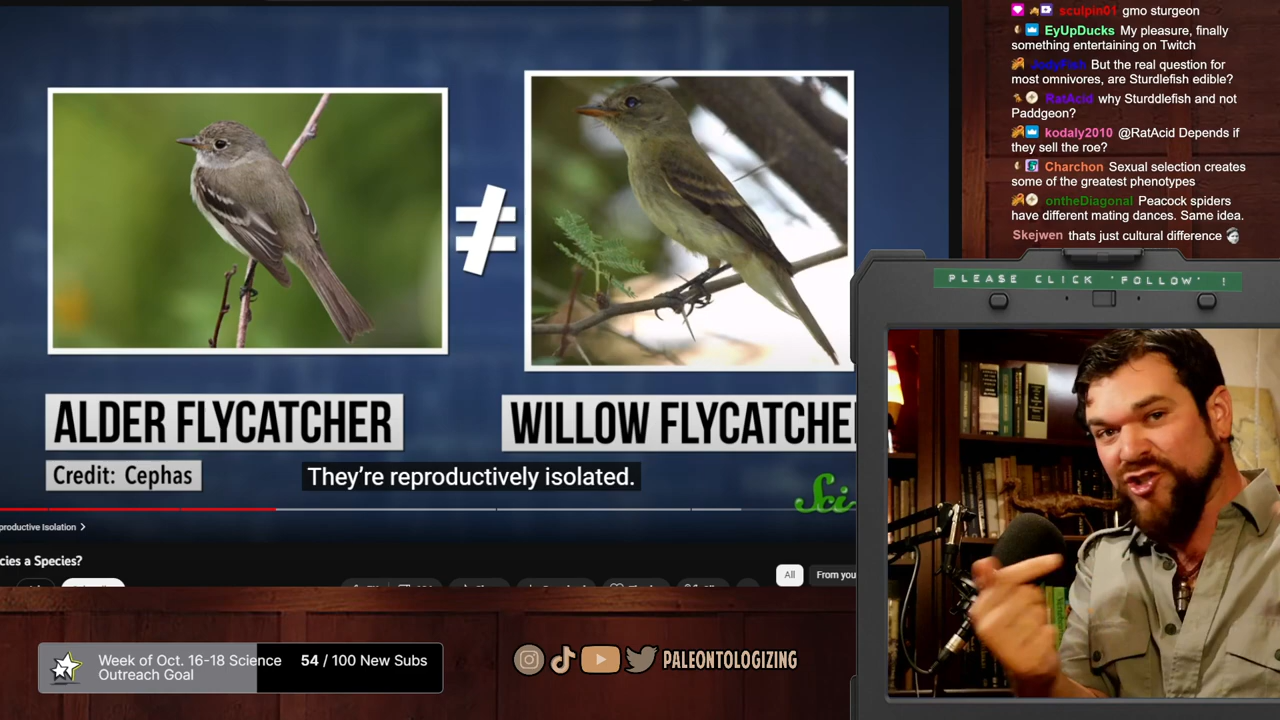 ALDER FLYCATCHER
Credit: Cephas
≠
WILLOW FLYCATCHE
They're reproductively isolated.
Sci
productive Isolation >
cies a Species?
All
From you
sculpin01 gmo sturgeon
EyUpDucks My pleasure, finally
something entertaining on Twitch
JodyFish But the real question for
most omnivores, are Sturdlefish edible?
RatAcid why Sturddlefish and not
Paddgeon?
kodaly2010 @RatAcid Depends if
they sell the roe?
Charchon Sexual selection creates
some of the greatest phenotypes
ontheDiagonal Peacock spiders
have different mating dances. Same idea.
Skejwen thats just cultural difference
PLEASE CLICK 'FOLLOW' !
Week of Oct. 16-18 Science
Outreach Goal
54 / 100 New Subs
PALEONTOLOGIZING